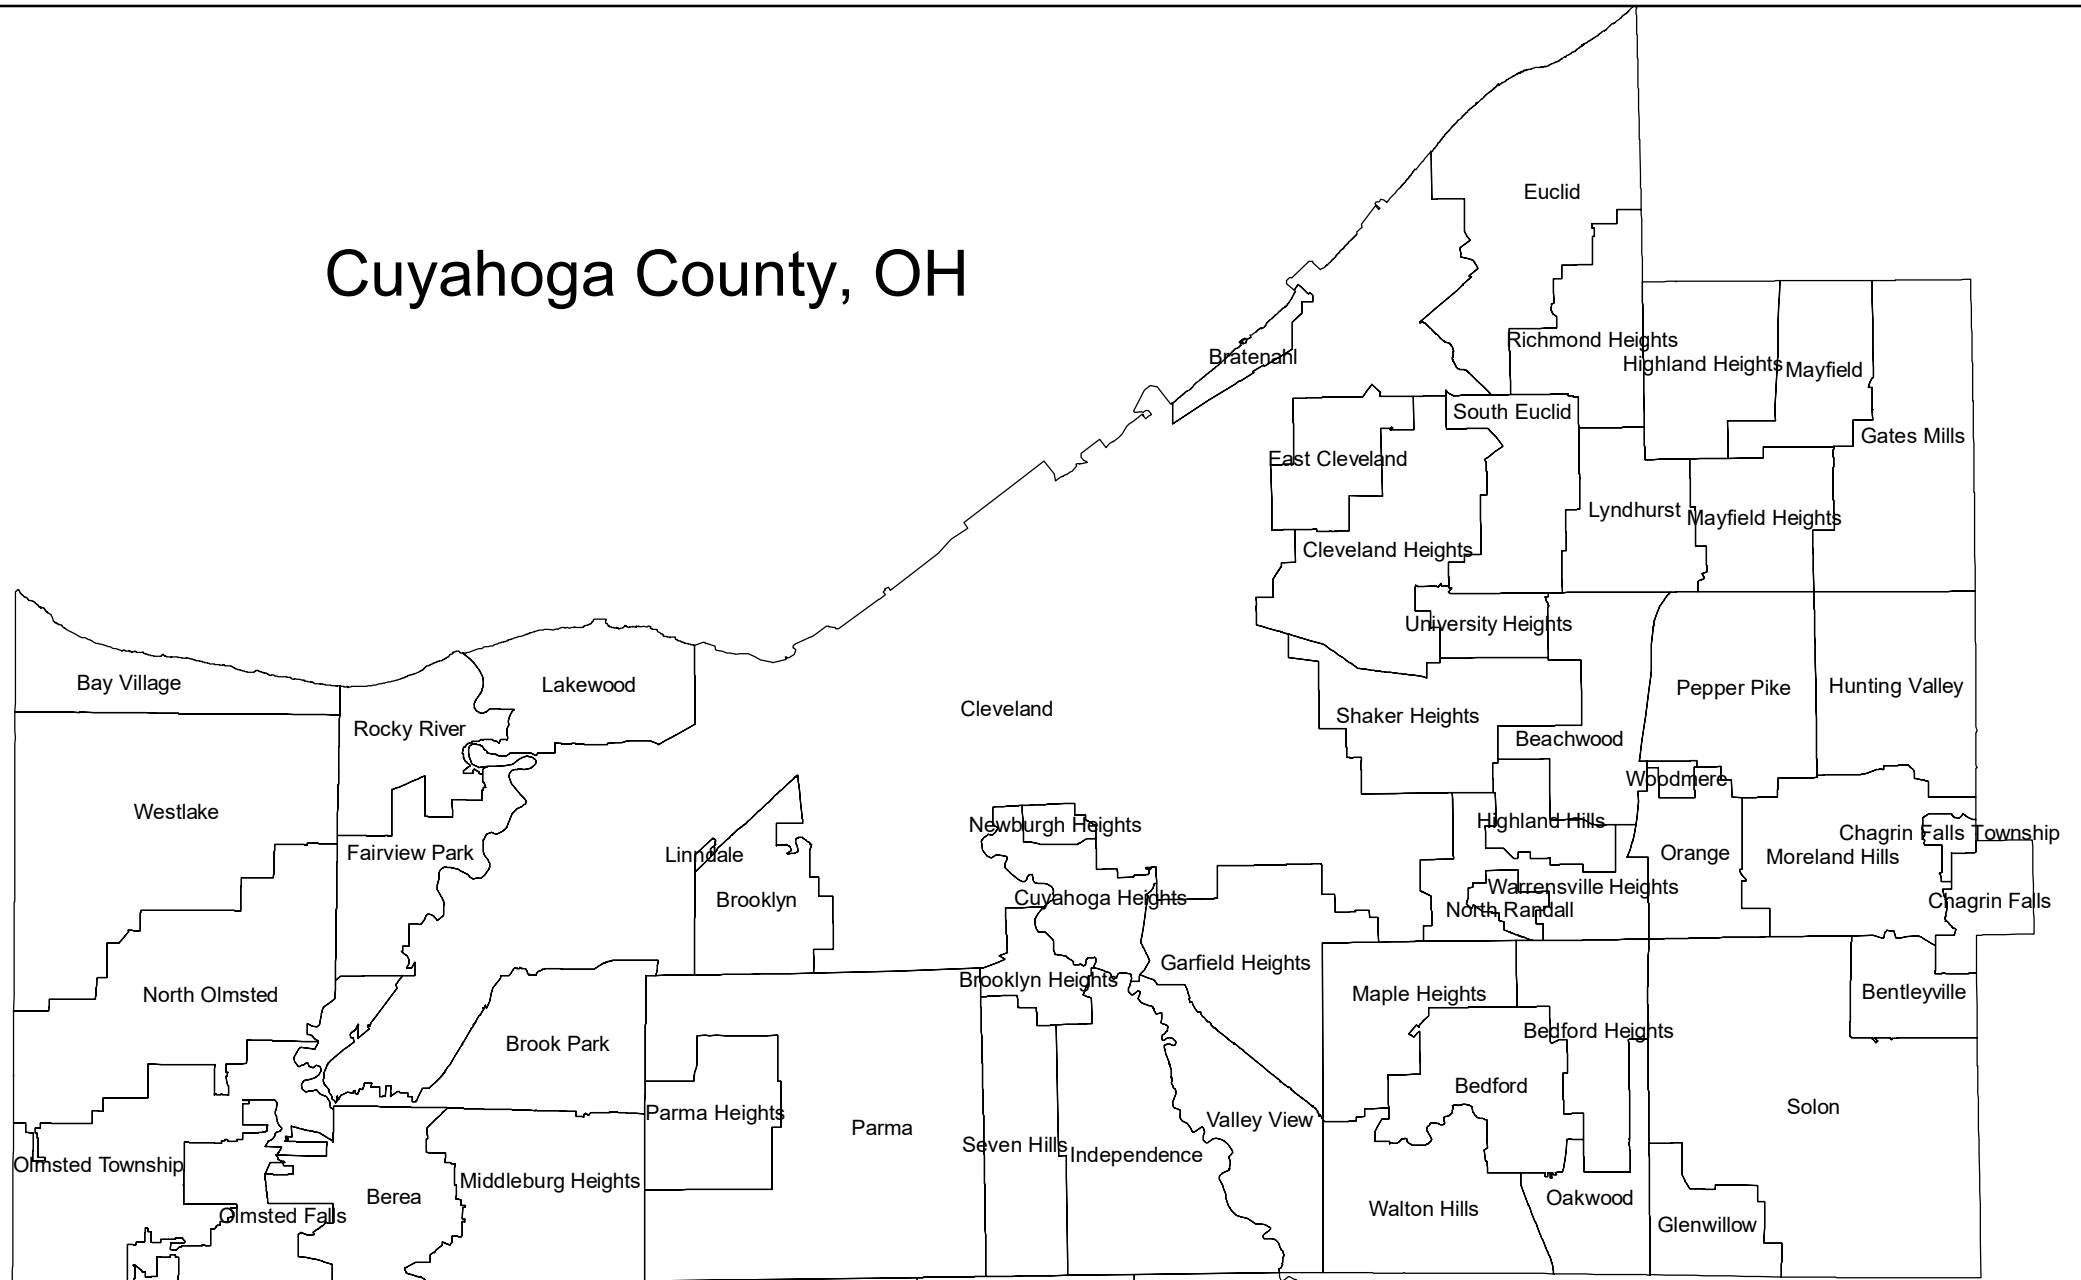 Euclid
Cuyahoga County, OH
Richmond Heights
Bratenahl
Highland Heights
Mayfield
South Euclid
Gates Mills
East Cleveland
Lyndhurst
Mayfield Heights
Cleveland Heights
University Heights
Bay Village
Lakewood
Pepper Pike
Hunting Valley
Cleveland
Shaker Heights
Rocky River
Beachwood
Woodmere
Westlake
Highland Hills
Newburgh Heights
Chagrin Falls Township
Fairview Park
Linndale
Orange
Moreland Hills
Warrensville Heights
Brooklyn
Cuyahoga Heights
Chagrin Falls
North Randall
Garfield Heights
Brooklyn Heights
Bentleyville
North Olmsted
Maple Heights
Bedford Heights
Brook Park
Bedford
Solon
Parma Heights
Valley View
Parma
Seven Hills
Independence
Olmsted Township
Middleburg Heights
Berea
Oakwood
Walton Hills
Olmsted Falls
Glenwillow